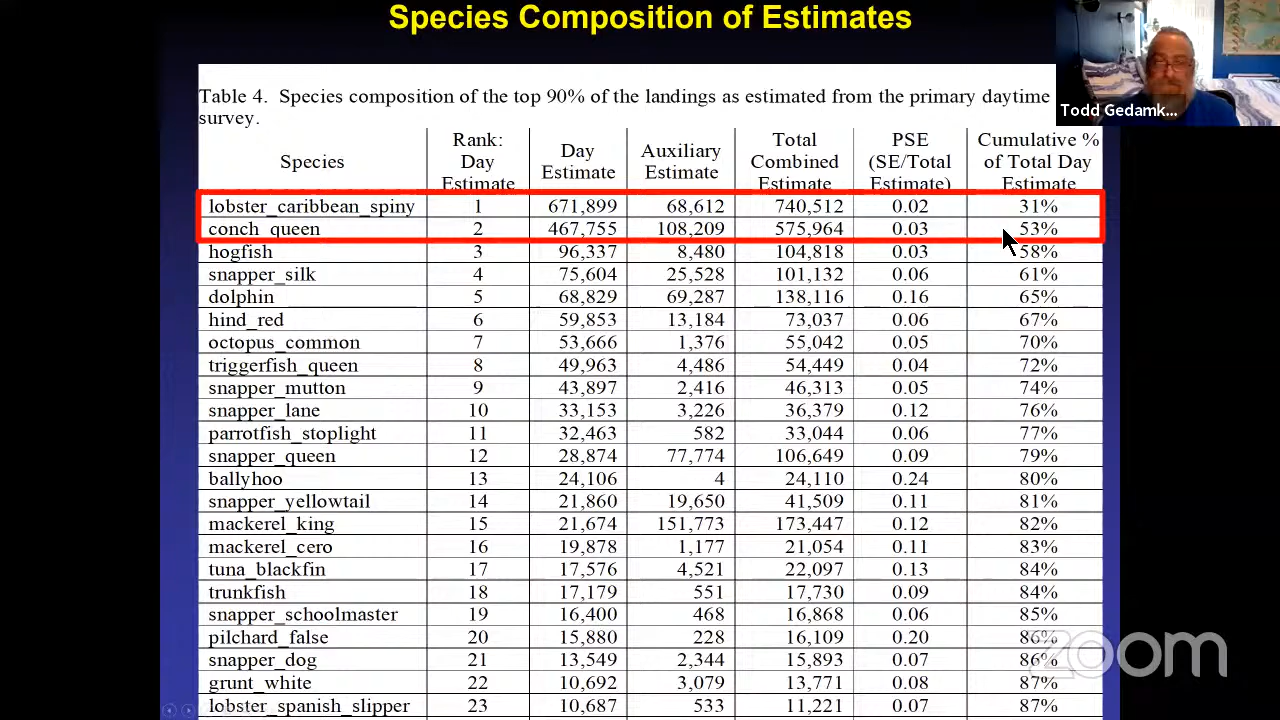 Species Composition of Estimates
Todd Gedamk...
Table 4. Species composition of the top 90% of the landings as estimated from the primary daytime
survey.
Species Rank: Day Estimate Day Estimate Auxiliary Estimate Total Combined Estimate PSE (SE/Total Estimate) Cumulative % of Total Day Estimate
lobster_caribbean_spiny 1 671,899 68,612 740,512 0.02 31%
conch_queen 2 467,755 108,209 575,964 0.03 53%
hogfish 3 96,337 8,480 104,818 0.03 58%
snapper_silk 4 75,604 25,528 101,132 0.06 61%
dolphin 5 68,829 69,287 138,116 0.16 65%
hind_red 6 59,853 13,184 73,037 0.06 67%
octopus_common 7 53,666 1,376 55,042 0.05 70%
triggerfish_queen 8 49,963 4,486 54,449 0.04 72%
snapper_mutton 9 43,897 2,416 46,313 0.05 74%
snapper_lane 10 33,153 3,226 36,379 0.12 76%
parrotfish_stoplight 11 32,463 582 33,044 0.06 77%
snapper_queen 12 28,874 77,774 106,649 0.09 79%
ballyhoo 13 24,106 4 24,110 0.24 80%
snapper_yellowtail 14 21,860 19,650 41,509 0.11 81%
mackerel_king 15 21,674 151,773 173,447 0.12 82%
mackerel_cero 16 19,878 1,177 21,054 0.11 83%
tuna_blackfin 17 17,576 4,521 22,097 0.13 84%
trunkfish 18 17,179 551 17,730 0.09 84%
snapper_schoolmaster 19 16,400 468 16,868 0.06 85%
pilchard_false 20 15,880 228 16,109 0.20 86%
snapper_dog 21 13,549 2,344 15,893 0.07 86%
grunt_white 22 10,692 3,079 13,771 0.08 87%
lobster_spanish_slipper 23 10,687 533 11,221 0.07 87%
zoom